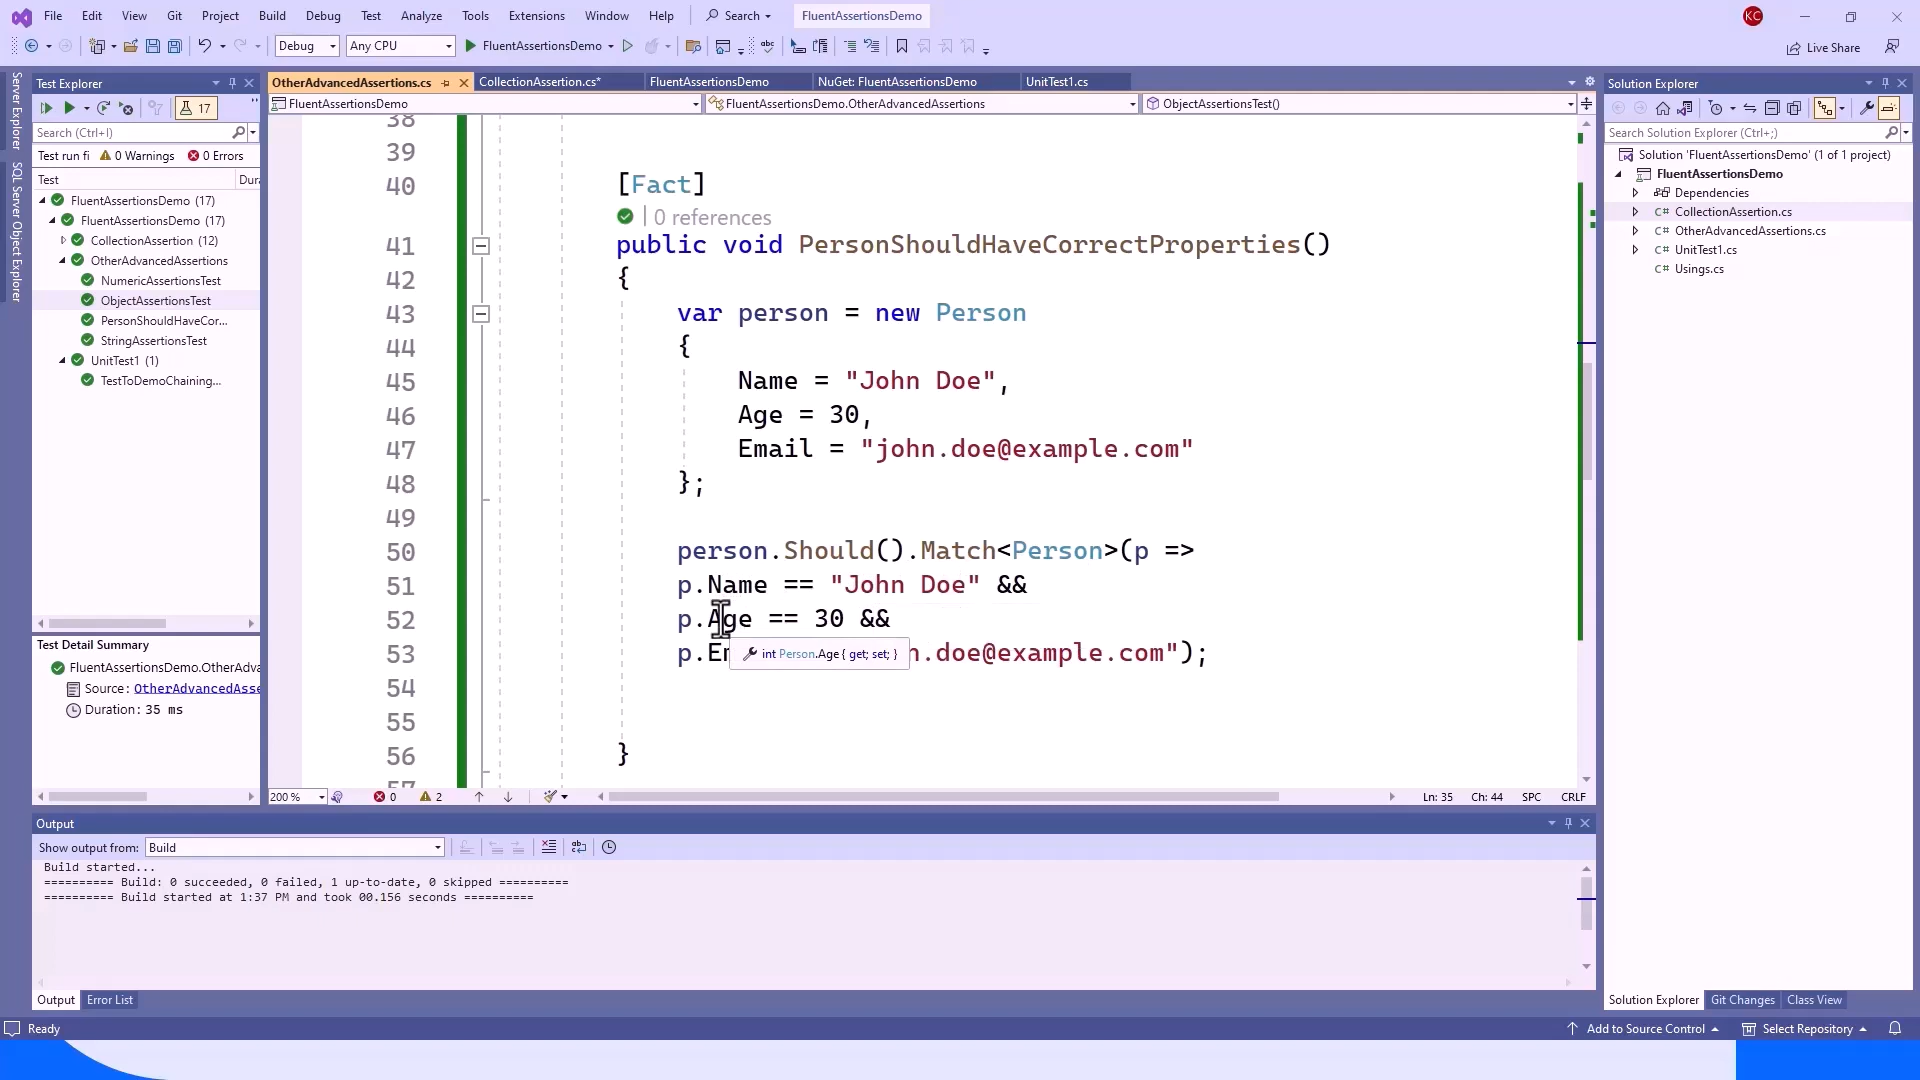 File Edit View Git Project Build Debug Test Analyze Tools Extensions Window Help Search FluentAssertionsDemo KC
Debug Any CPU FluentAssertionsDemo Live Share
Server Explorer
SQL Server Object Explorer
Test Explorer
17
Search (Ctrl+I)
Test run fi 0 Warnings 0 Errors
Test Dura
FluentAssertionsDemo (17)
FluentAssertionsDemo (17)
CollectionAssertion (12)
OtherAdvancedAssertions
NumericAssertionsTest
ObjectAssertionsTest
PersonShouldHaveCor...
StringAssertionsTest
UnitTest1 (1)
TestToDemoChaining...
Test Detail Summary
FluentAssertionsDemo.OtherAdva
Source: OtherAdvancedAsse
Duration: 35 ms
OtherAdvancedAssertions.cs CollectionAssertion.cs* FluentAssertionsDemo NuGet: FluentAssertionsDemo UnitTest1.cs
FluentAssertionsDemo FluentAssertionsDemo.OtherAdvancedAssertions ObjectAssertionsTest()
38
39
40 [Fact]
0 references
41 public void PersonShouldHaveCorrectProperties()
42 {
43 var person = new Person
44 {
45 Name = "John Doe",
46 Age = 30,
47 Email = "john.doe@example.com"
48 };
49
50 person.Should().Match<Person>(p =>
51 p.Name == "John Doe" &&
52 p.Age == 30 &&
53 p.En int Person.Age { get; set; } n.doe@example.com");
54
55
56 }
57
200 % 0 2 Ln: 35 Ch: 44 SPC CRLF
Output
Show output from: Build
Build started...
========== Build: 0 succeeded, 0 failed, 1 up-to-date, 0 skipped ==========
========== Build started at 1:37 PM and took 00.156 seconds ==========
Output Error List
Solution Explorer
Search Solution Explorer (Ctrl+;)
Solution 'FluentAssertionsDemo' (1 of 1 project)
FluentAssertionsDemo
Dependencies
C# CollectionAssertion.cs
C# OtherAdvancedAssertions.cs
C# UnitTest1.cs
C# Usings.cs
Solution Explorer Git Changes Class View
Ready Add to Source Control Select Repository